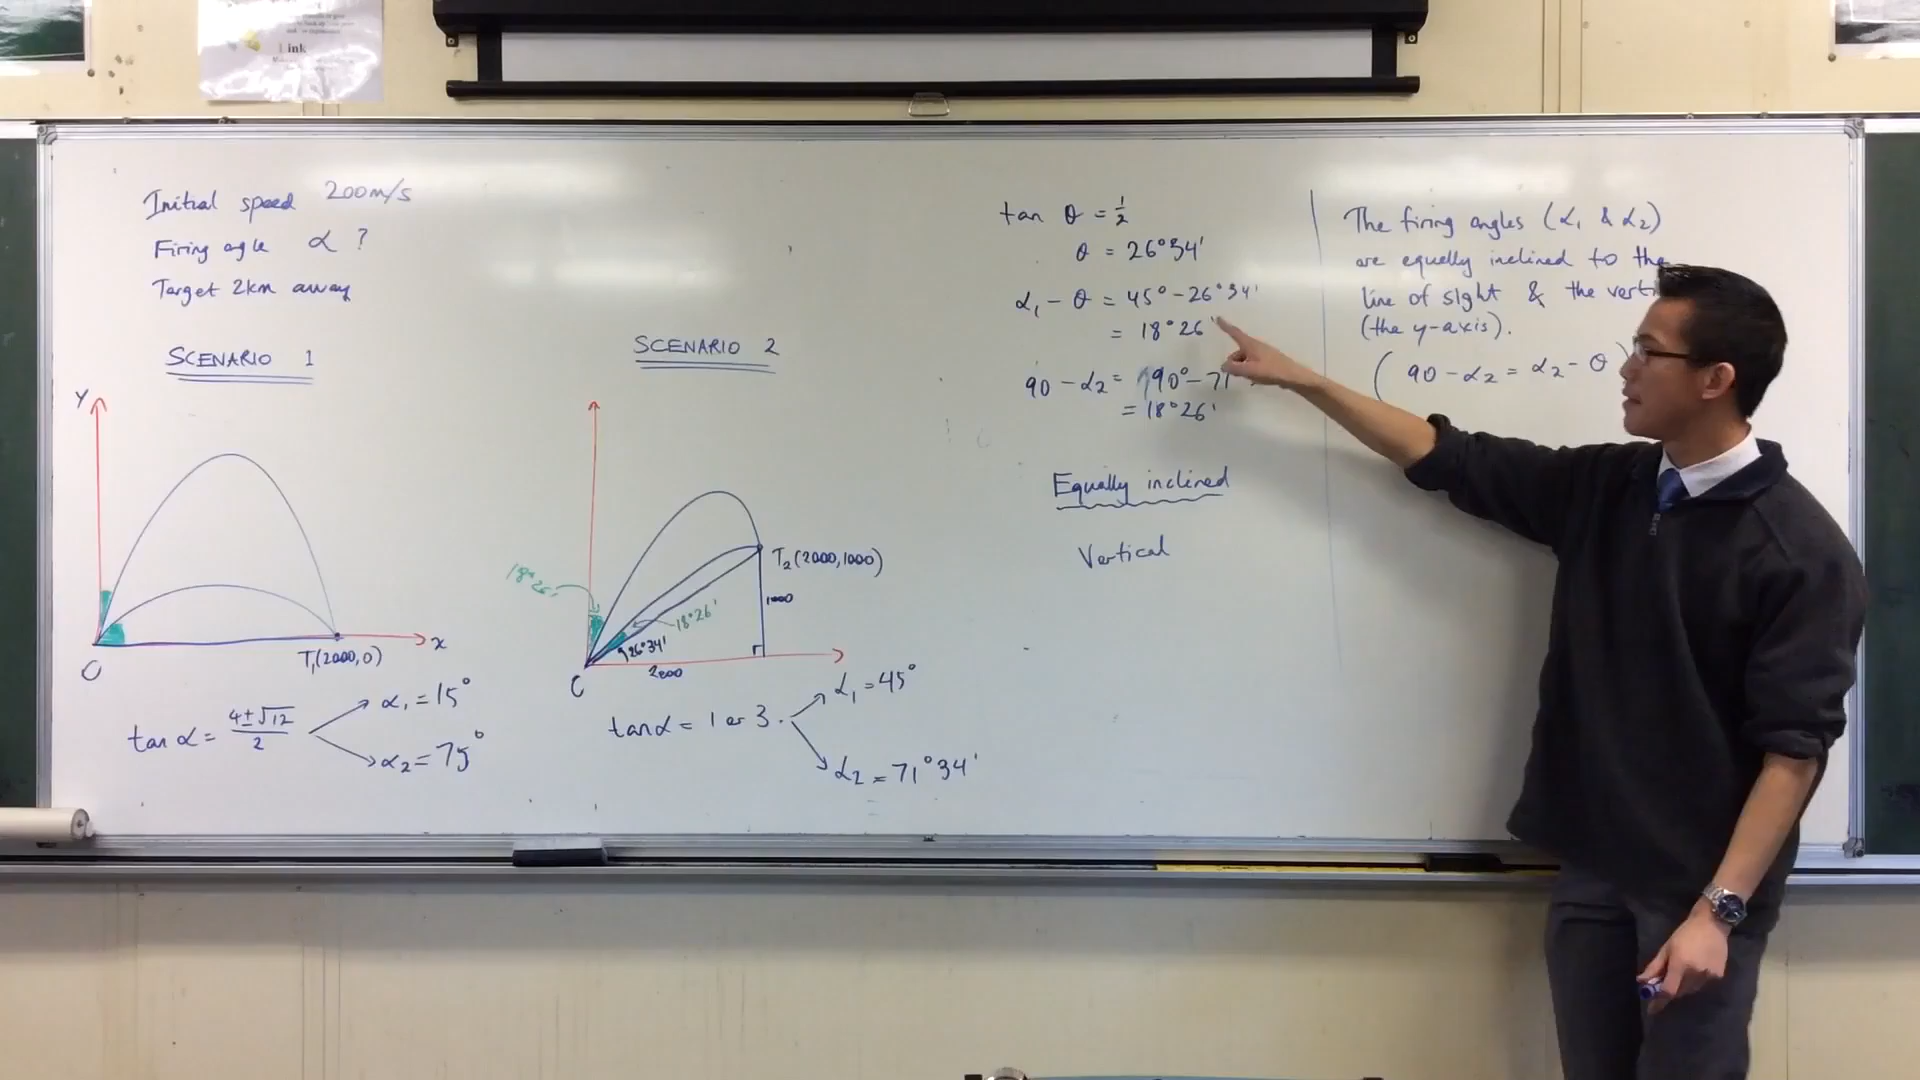 ink
Initial speed 200m/s
Firing agle α ?
Target 2km away
SCENARIO 1
Y
x
O
T₁(2000,0)
tan α = (4±√12)/2
α₁ = 15°
α₂ = 75°
SCENARIO 2
18°26'
T₂(2000,1000)
1000
18°26'
26°34'
2000
O
tanα = 1 or 3.
α₁ = 45°
α₂ = 71°34'
tan θ = ½
θ = 26°34'
α₁ - θ = 45° - 26°34'
= 18°26'
90 - α₂ = 90° - 71
= 18°26'
Equally inclined
Vertical
The firing angles (α₁ & α₂)
are equally inclined to the
line of sight & the
(the y-axis).
(90 - α₂ = α₂ - θ